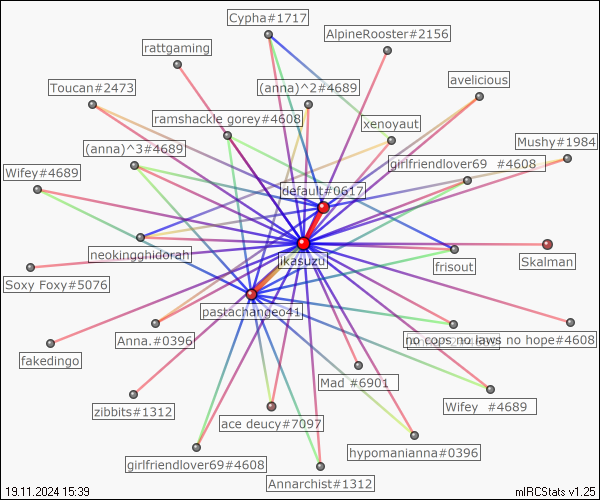 Cypha#1717
AlpineRooster#2156
rattgaming
avelicious
Toucan#2473
(anna)^2#4689
ramshackle gorey#4608
xenoyaut
Mushy#1984
(anna)^3#4689
girlfriendlover69 #4608
Wifey#4689
default#0617
neokingghidorah
ikasuzu
frisout
Skalman
Soxy Foxy#5076
pastachangeo41
Anna.#0396
no cops no laws no hope#4608
fakedingo
Mad #6901
zibbits#1312
Wifey #4689
ace deucy#7097
hypomanianna#0396
girlfriendlover69#4608
Annarchist#1312
19.11.2024 15:39
mIRCStats v1.25